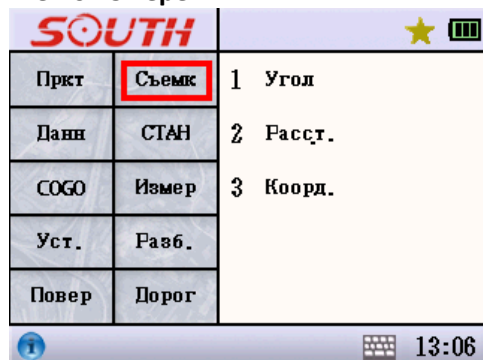 SOUTH
Пркт Съемк 1 Угол
Данн СТАН 2 Расст.
COGO Измер 3 Коорд.
Уст. Разб.
Повер Дорог
13:06